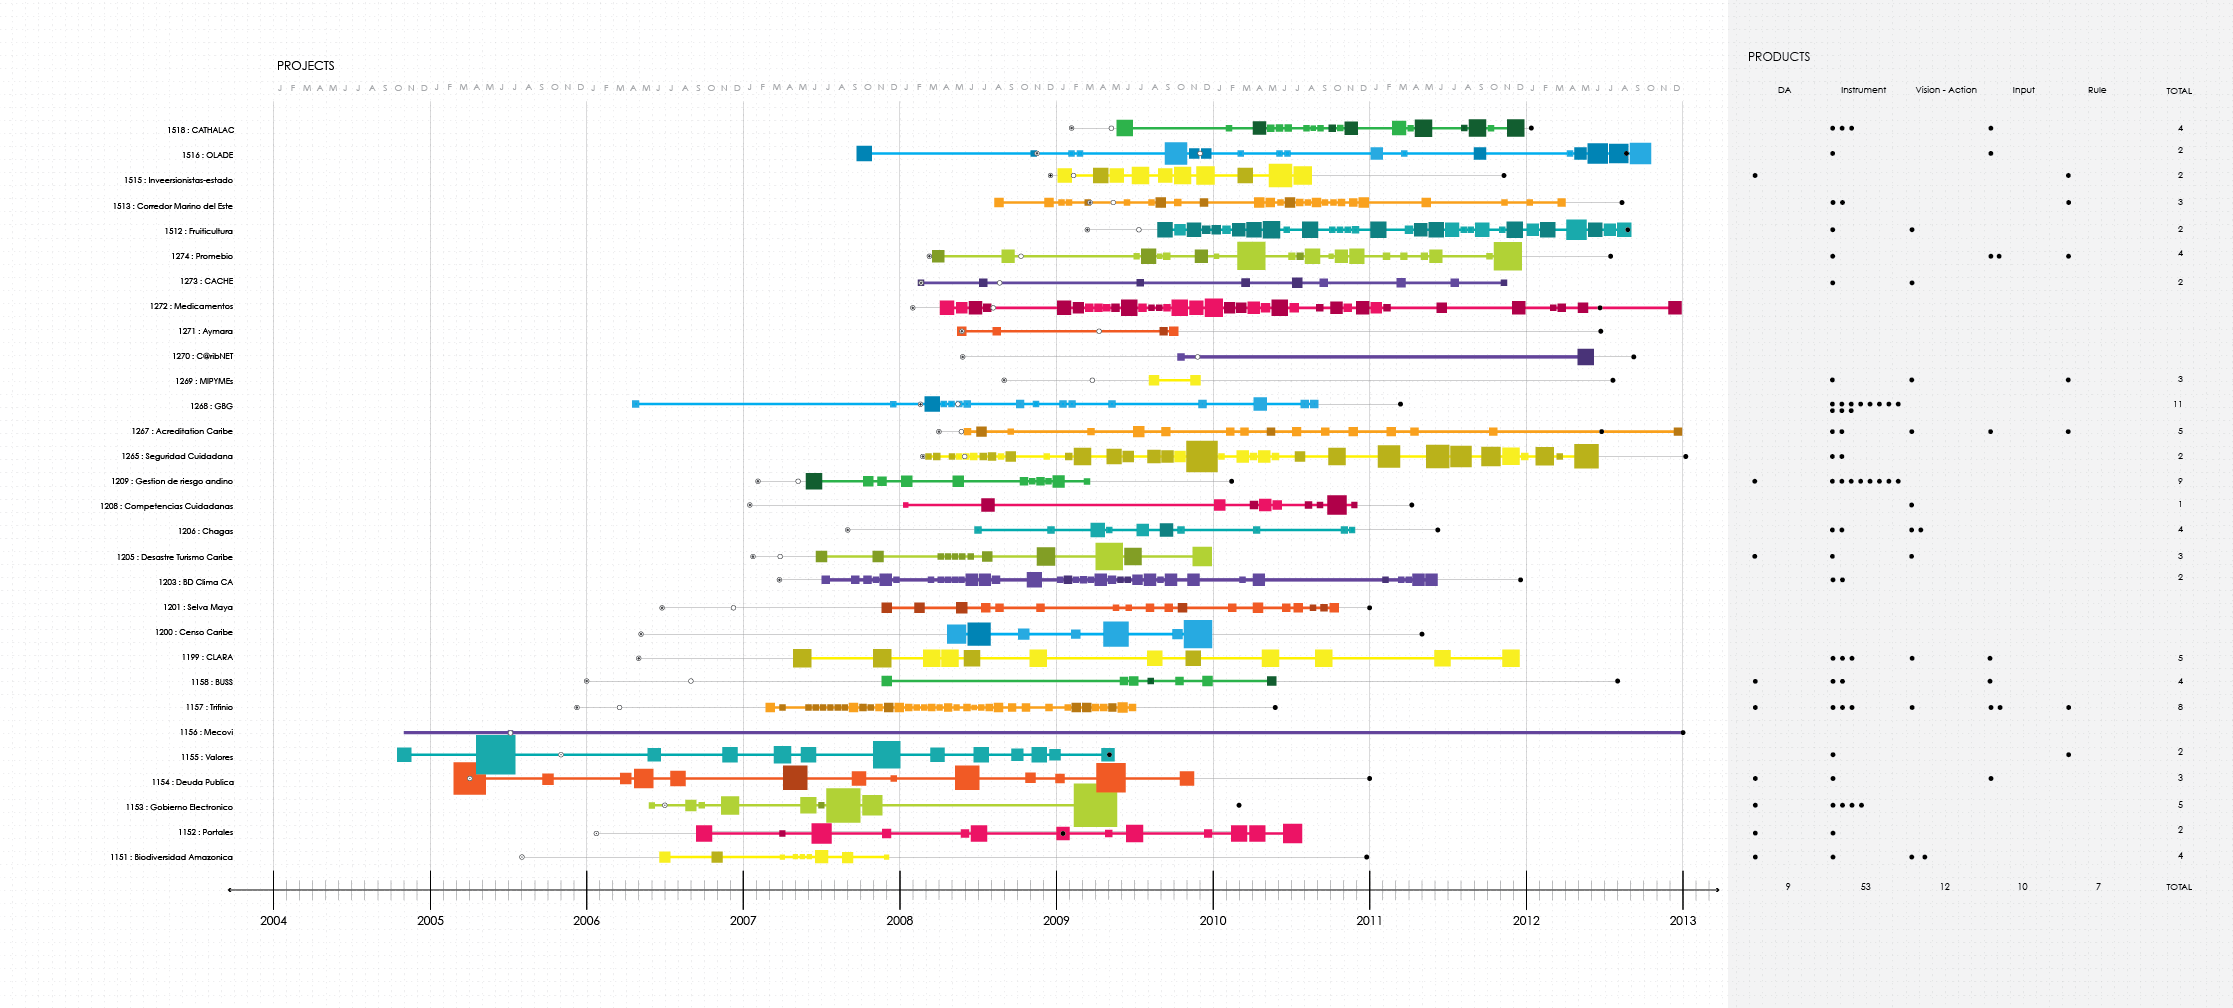 PROJECTS
J F M A M J J A S O N D J F M A M J J A S O N D J F M A M J J A S O N D J F M A M J J A S O N D J F M A M J J A S O N D J F M A M J J A S O N D J F M A M J J A S O N D J F M A M J J A S O N D J F M A M J J A S O N D
PRODUCTS
DA Instrument Vision - Action Input Rule TOTAL
1518 : CATHALAC 4
1516 : OLADE 2
1515 : Inveersionistas-estado 2
1513 : Corredor Marino del Este 3
1512 : Fruiticultura 2
1274 : Promebio 4
1273 : CACHE 2
1272 : Medicamentos
1271 : Aymara
1270 : C@ribNET
1269 : MIPYMEs 3
1268 : GBG 11
1267 : Acreditation Caribe 5
1265 : Seguridad Cuidadana 2
1209 : Gestion de riesgo andino 9
1208 : Competencias Cuidadanas 1
1206 : Chagas 4
1205 : Desastre Turismo Caribe 3
1203 : BD Clima CA 2
1201 : Selva Maya
1200 : Censo Caribe
1199 : CLARA 5
1158 : BUSS 4
1157 : Trifinio 8
1156 : Mecovi
1155 : Valores 2
1154 : Deuda Publica 3
1153 : Gobierno Electronico 5
1152 : Portales 2
1151 : Biodiversidad Amazonica 4
9 53 12 10 7 TOTAL
2004 2005 2006 2007 2008 2009 2010 2011 2012 2013